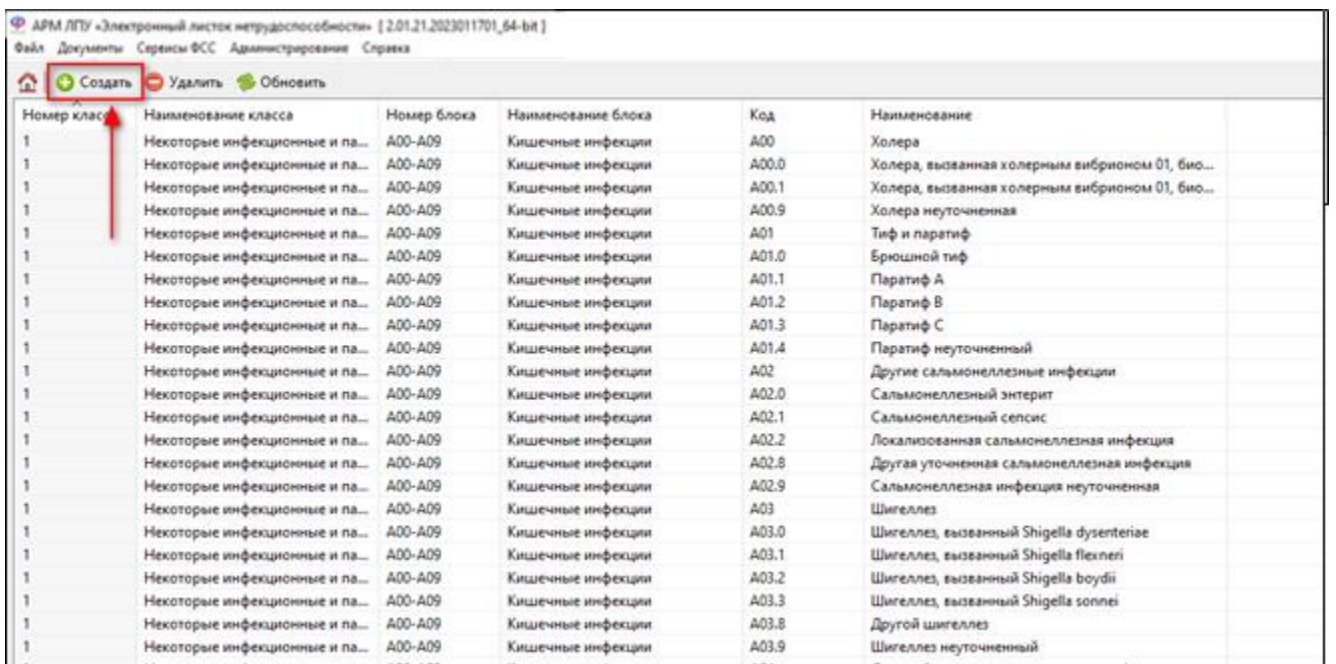 АРМ ЛПУ «Электронный листок нетрудоспособности» [ 2.01.21.2023011701_64-bit ]
Файл Документы Сервисы ФСС Администрирование Справка
Создать Удалить Обновить
Номер класс Наименование класса Номер блока Наименование блока Код Наименование
1 Некоторые инфекционные и па... A00-A09 Кишечные инфекции A00 Холера
1 Некоторые инфекционные и па... A00-A09 Кишечные инфекции A00.0 Холера, вызванная холерным вибрионом 01, био...
1 Некоторые инфекционные и па... A00-A09 Кишечные инфекции A00.1 Холера, вызванная холерным вибрионом 01, био...
1 Некоторые инфекционные и па... A00-A09 Кишечные инфекции A00.9 Холера неуточненная
1 Некоторые инфекционные и па... A00-A09 Кишечные инфекции A01 Тиф и паратиф
1 Некоторые инфекционные и па... A00-A09 Кишечные инфекции A01.0 Брюшной тиф
1 Некоторые инфекционные и па... A00-A09 Кишечные инфекции A01.1 Паратиф A
1 Некоторые инфекционные и па... A00-A09 Кишечные инфекции A01.2 Паратиф B
1 Некоторые инфекционные и па... A00-A09 Кишечные инфекции A01.3 Паратиф C
1 Некоторые инфекционные и па... A00-A09 Кишечные инфекции A01.4 Паратиф неуточненный
1 Некоторые инфекционные и па... A00-A09 Кишечные инфекции A02 Другие сальмонеллезные инфекции
1 Некоторые инфекционные и па... A00-A09 Кишечные инфекции A02.0 Сальмонеллезный энтерит
1 Некоторые инфекционные и па... A00-A09 Кишечные инфекции A02.1 Сальмонеллезный сепсис
1 Некоторые инфекционные и па... A00-A09 Кишечные инфекции A02.2 Локализованная сальмонеллезная инфекция
1 Некоторые инфекционные и па... A00-A09 Кишечные инфекции A02.8 Другая уточненная сальмонеллезная инфекция
1 Некоторые инфекционные и па... A00-A09 Кишечные инфекции A02.9 Сальмонеллезная инфекция неуточненная
1 Некоторые инфекционные и па... A00-A09 Кишечные инфекции A03 Шигеллез
1 Некоторые инфекционные и па... A00-A09 Кишечные инфекции A03.0 Шигеллез, вызванный Shigella dysenteriae
1 Некоторые инфекционные и па... A00-A09 Кишечные инфекции A03.1 Шигеллез, вызванный Shigella flexneri
1 Некоторые инфекционные и па... A00-A09 Кишечные инфекции A03.2 Шигеллез, вызванный Shigella boydii
1 Некоторые инфекционные и па... A00-A09 Кишечные инфекции A03.3 Шигеллез, вызванный Shigella sonnei
1 Некоторые инфекционные и па... A00-A09 Кишечные инфекции A03.8 Другой шигеллез
1 Некоторые инфекционные и па... A00-A09 Кишечные инфекции A03.9 Шигеллез неуточненный